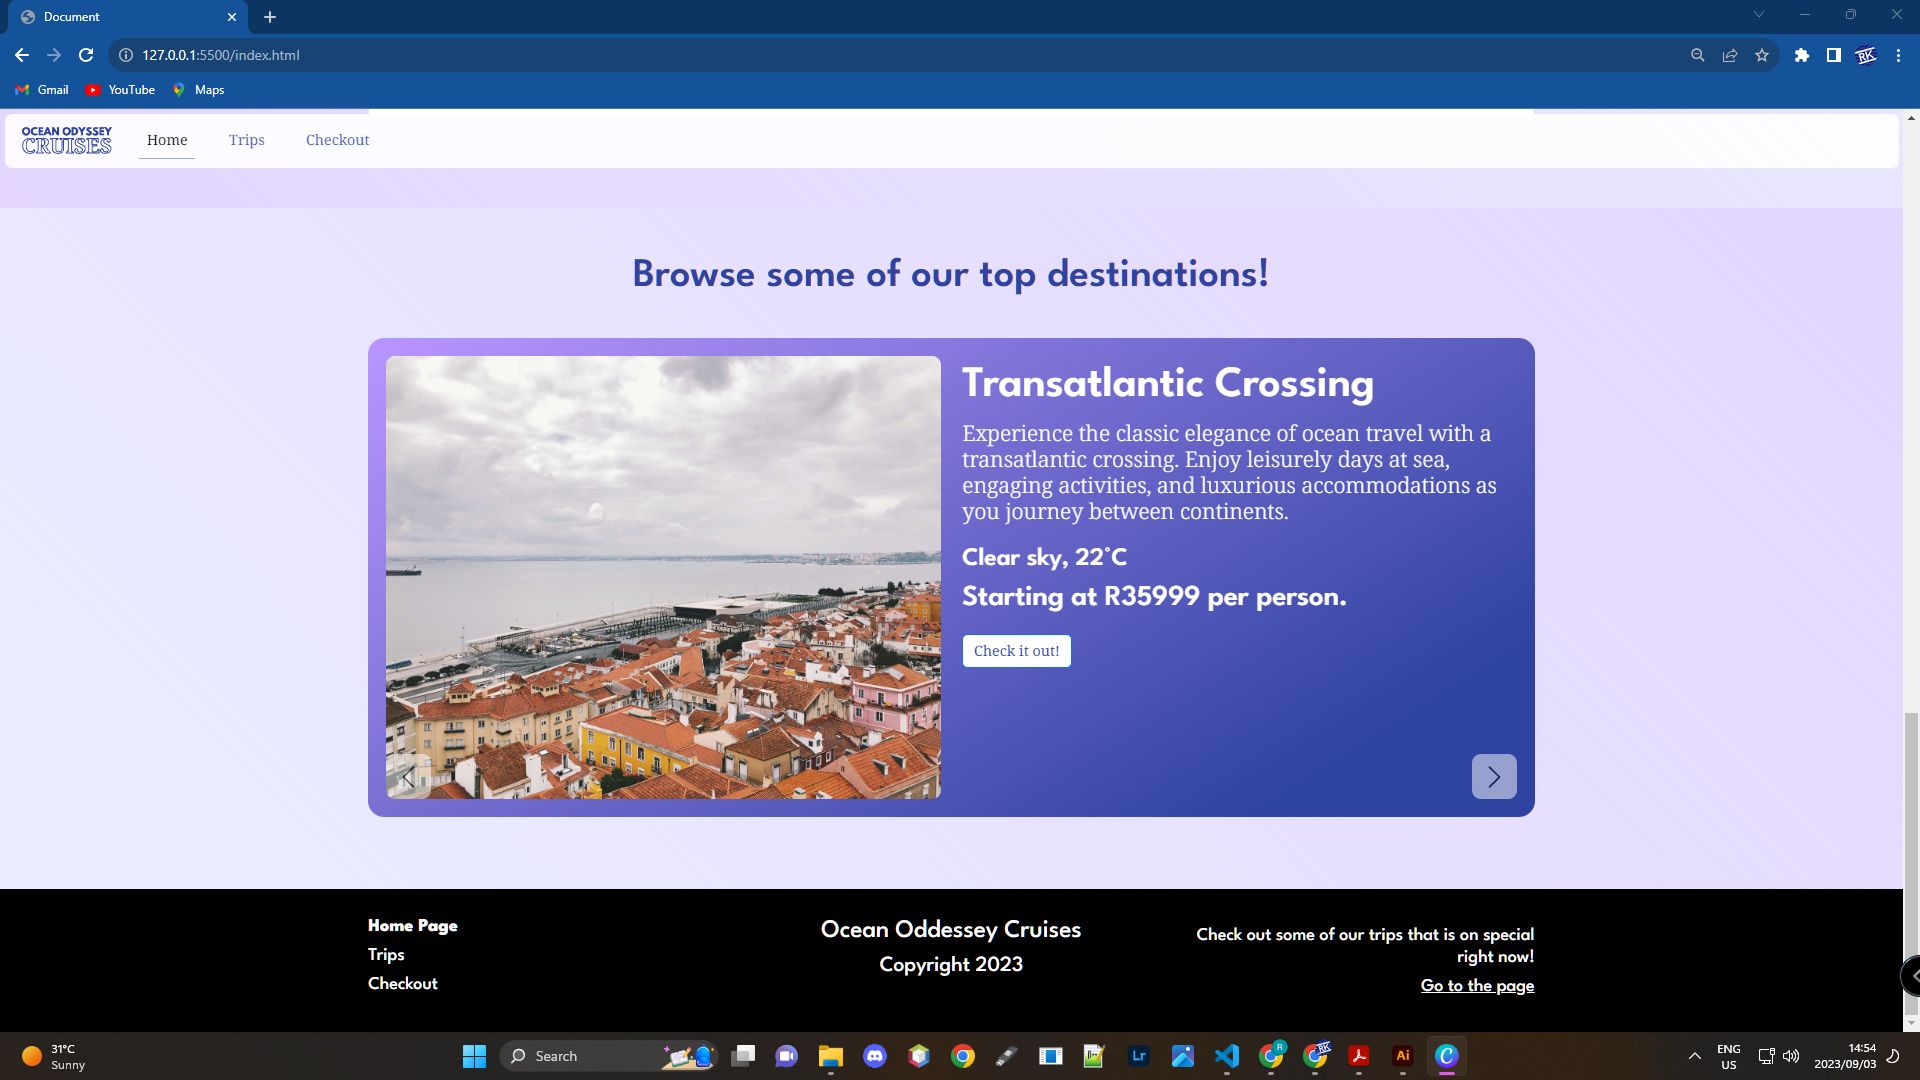 Document
127.0.0.1:5500/index.html
RK
Gmail
YouTube
Maps
OCEAN ODYSSEY
CRUISES
Home
Trips
Checkout
Browse some of our top destinations!
Transatlantic Crossing
Experience the classic elegance of ocean travel with a
transatlantic crossing. Enjoy leisurely days at sea,
engaging activities, and luxurious accommodations as
you journey between continents.
Clear sky, 22°C
Starting at R35999 per person.
Check it out!
Home Page
Trips
Checkout
Ocean Oddessey Cruises
Copyright 2023
Check out some of our trips that is on special
right now!
Go to the page
31°C
Sunny
Search
Lr
R
RK
Ai
C
ENG
US
14:54
2023/09/03